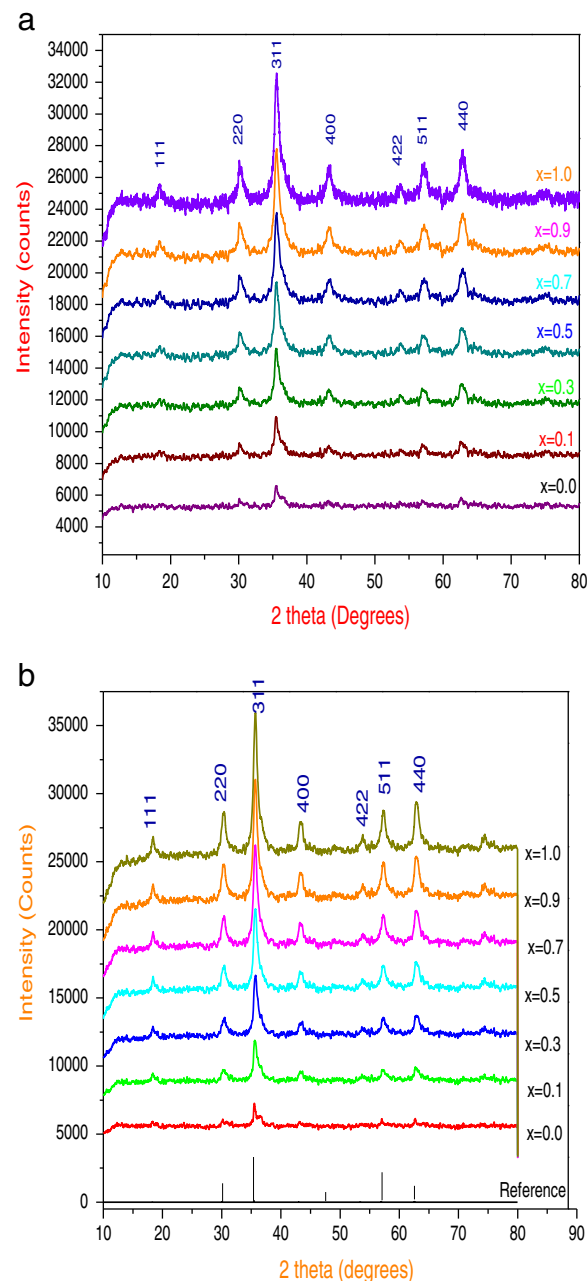 a
Intensity (counts)
34000
32000
30000
28000
26000
24000
22000
20000
18000
16000
14000
12000
10000
8000
6000
4000
111
220
311
400
422
511
440
x=1.0
x=0.9
x=0.7
x=0.5
x=0.3
x=0.1
x=0.0
10 20 30 40 50 60 70 80
2 theta (Degrees)
b
Intensity (Counts)
35000
30000
25000
20000
15000
10000
5000
0
111
220
311
400
422
511
440
x=1.0
x=0.9
x=0.7
x=0.5
x=0.3
x=0.1
x=0.0
Reference
10 20 30 40 50 60 70 80 90
2 theta (degrees)